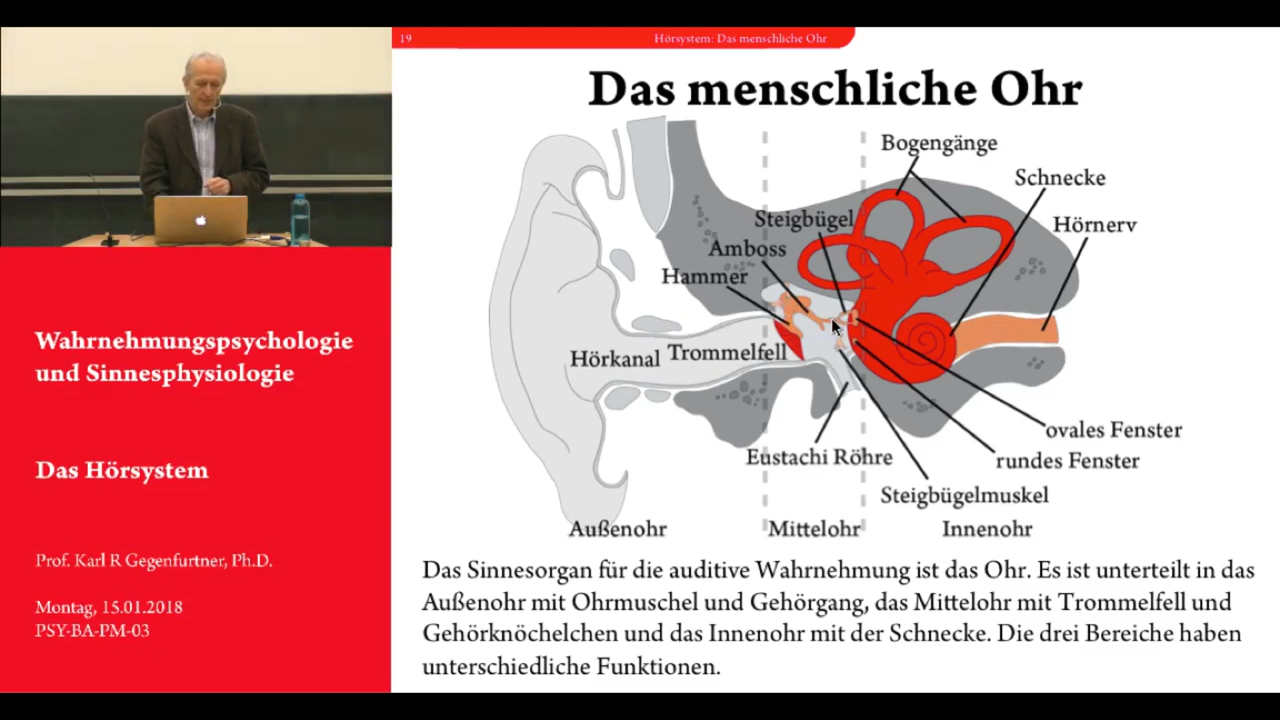 19
Hörsystem: Das menschliche Ohr
Das menschliche Ohr
Bogengänge
Schnecke
Hörnerv
Steigbügel
Amboss
Hammer
Hörkanal
Trommelfell
ovales Fenster
rundes Fenster
Eustachi Röhre
Steigbügelmuskel
Außenohr
Mittelohr
Innenohr
Das Sinnesorgan für die auditive Wahrnehmung ist das Ohr. Es ist unterteilt in das
Außenohr mit Ohrmuschel und Gehörgang, das Mittelohr mit Trommelfell und
Gehörknöchelchen und das Innenohr mit der Schnecke. Die drei Bereiche haben
unterschiedliche Funktionen.
Wahrnehmungspsychologie
und Sinnesphysiologie
Das Hörsystem
Prof. Karl R Gegenfurtner, Ph.D.
Montag, 15.01.2018
PSY-BA-PM-03